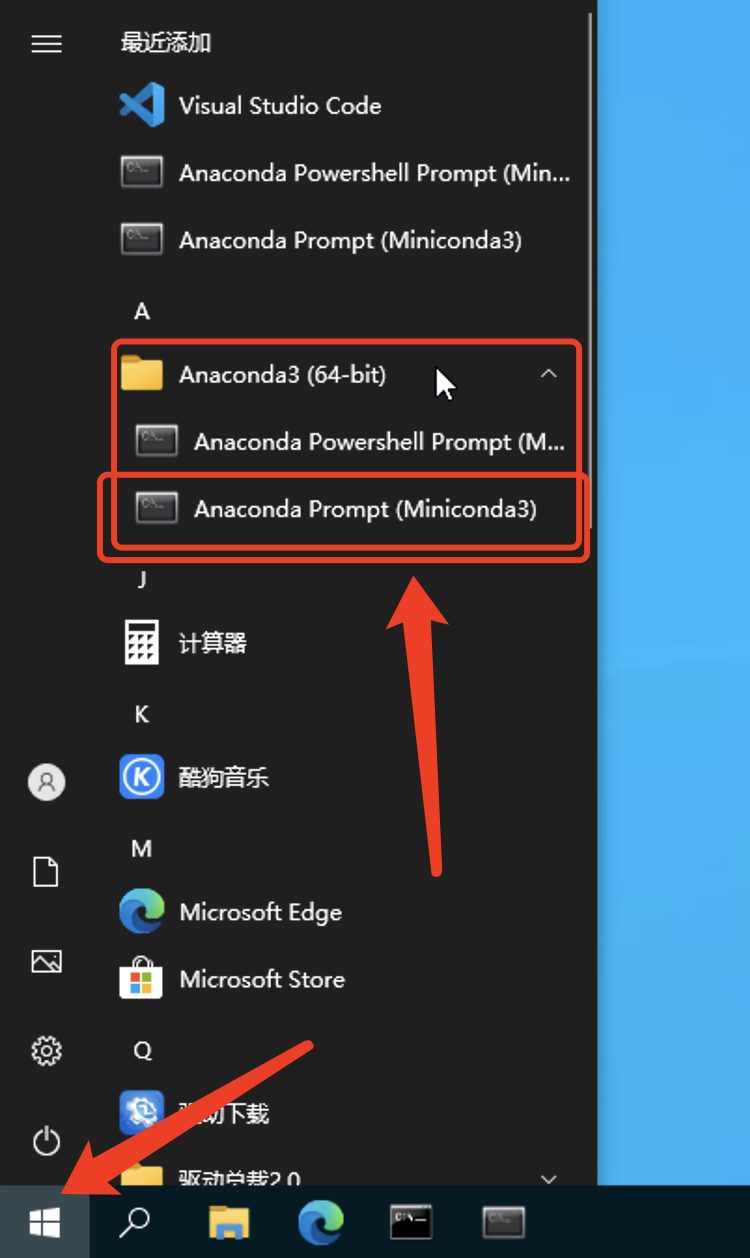 最近添加
Visual Studio Code
Anaconda Powershell Prompt (Min...
Anaconda Prompt (Miniconda3)
A
Anaconda3 (64-bit)
Anaconda Powershell Prompt (M...
Anaconda Prompt (Miniconda3)
J
计算器
K
酷狗音乐
M
Microsoft Edge
Microsoft Store
Q
驱动下载
驱动总裁2.0